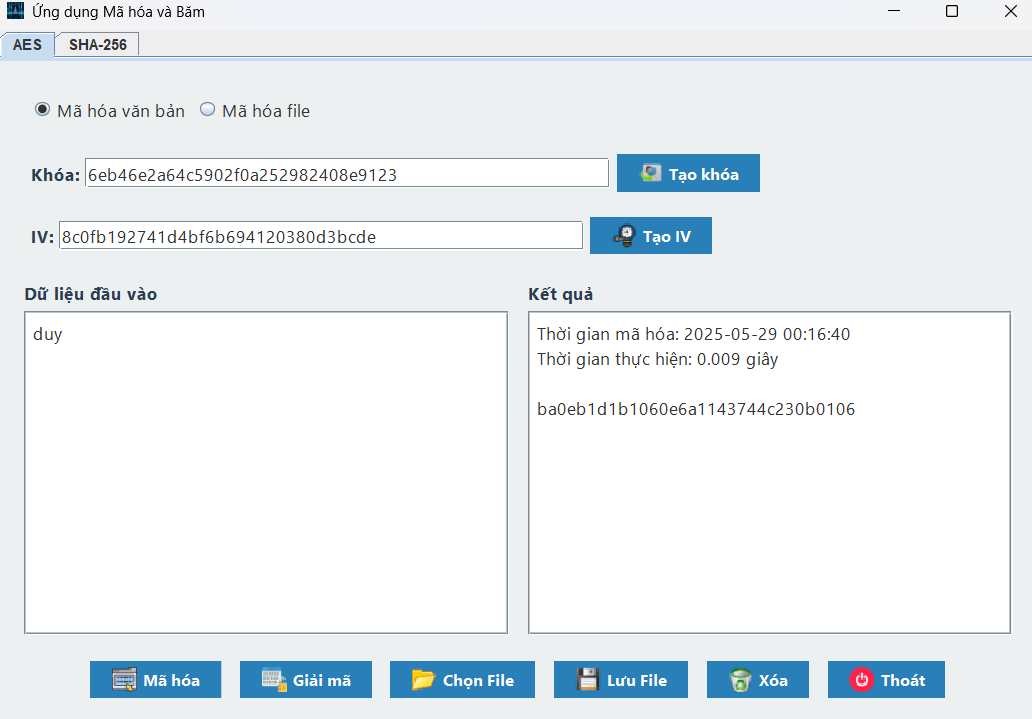 Ứng dụng Mã hóa và Băm
AES SHA-256
Mã hóa văn bản Mã hóa file
Khóa: 6eb46e2a64c5902f0a252982408e9123 Tạo khóa
IV: 8c0fb192741d4bf6b694120380d3bcde Tạo IV
Dữ liệu đầu vào Kết quả
duy Thời gian mã hóa: 2025-05-29 00:16:40
Thời gian thực hiện: 0.009 giây
ba0eb1d1b1060e6a1143744c230b0106
Mã hóa Giải mã Chọn File Lưu File Xóa Thoát